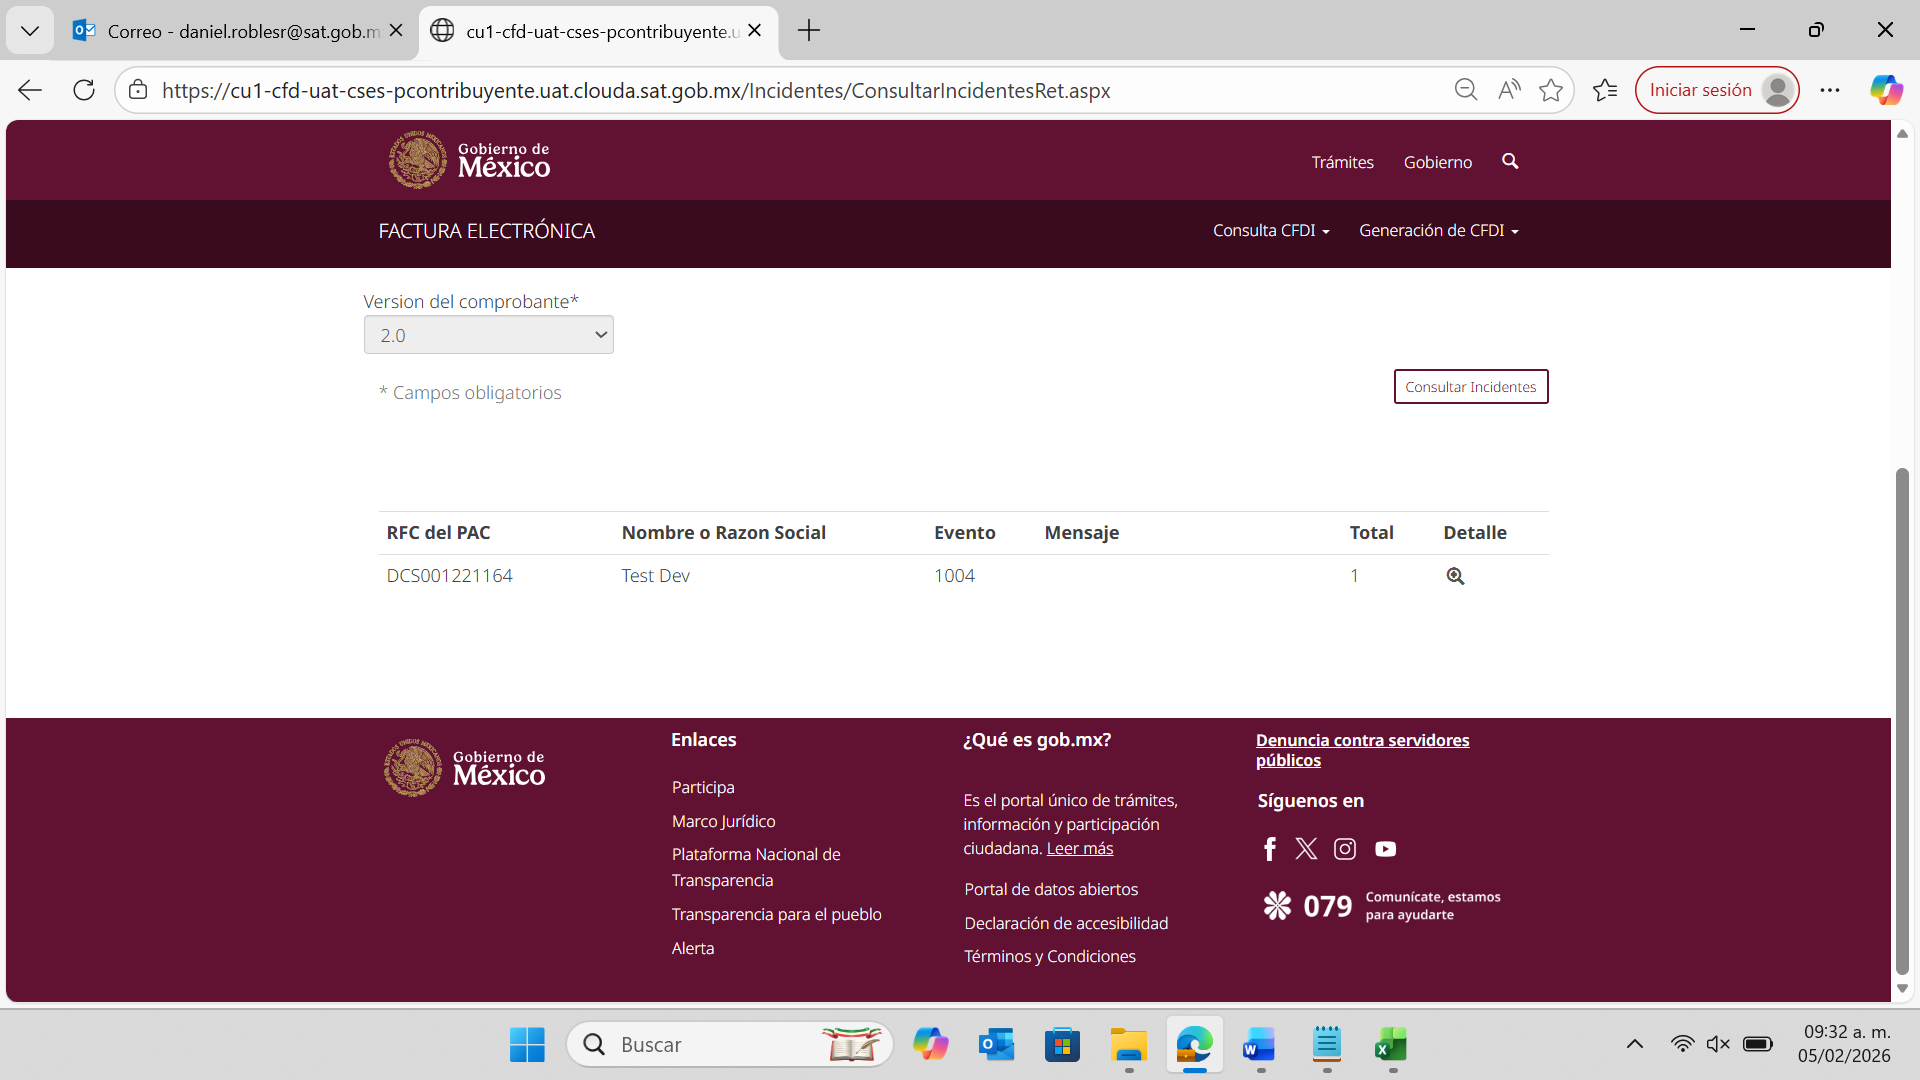 Correo - daniel.roblesr@sat.gob.m
cu1-cfd-uat-cses-pcontribuyente.u
https://cu1-cfd-uat-cses-pcontribuyente.uat.clouda.sat.gob.mx/Incidentes/ConsultarIncidentesRet.aspx
Iniciar sesión
Gobierno de
México
Trámites
Gobierno
FACTURA ELECTRÓNICA
Consulta CFDI
Generación de CFDI
Version del comprobante*
2.0
* Campos obligatorios
Consultar Incidentes
RFC del PAC Nombre o Razon Social Evento Mensaje Total Detalle
DCS001221164 Test Dev 1004 1
Gobierno de
México
Enlaces
Participa
Marco Jurídico
Plataforma Nacional de
Transparencia
Transparencia para el pueblo
Alerta
¿Qué es gob.mx?
Es el portal único de trámites,
información y participación
ciudadana. Leer más
Portal de datos abiertos
Declaración de accesibilidad
Términos y Condiciones
Denuncia contra servidores
públicos
Síguenos en
079
Comunícate, estamos
para ayudarte
Buscar
09:32 a. m.
05/02/2026